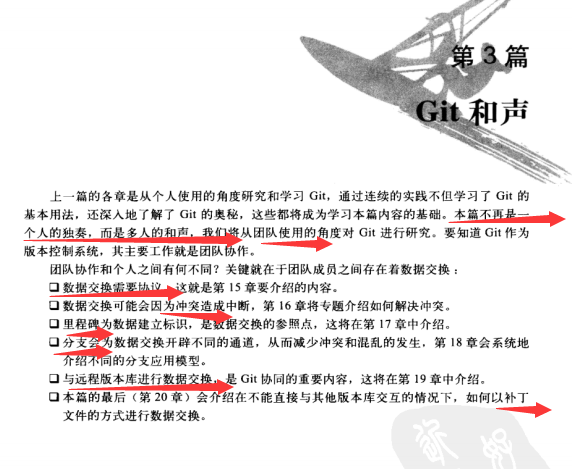 第3篇
Git和声
上一篇的各章是从个人使用的角度研究和学习 Git，通过连续的实践不但学习了 Git 的
基本用法，还深入地了解了 Git 的奥秘，这些都将成为学习本篇内容的基础。本篇不再是一
个人的独奏，而是多人的和声，我们将从团队使用的角度对 Git 进行研究。要知道 Git 作为
版本控制系统，其主要工作就是团队协作。
团队协作和个人之间有何不同？关键就在于团队成员之间存在着数据交换：
❑ 数据交换需要协议，这就是第 15 章要介绍的内容。
❑ 数据交换可能会因为冲突造成中断，第 16 章将专题介绍如何解决冲突。
❑ 里程碑为数据建立标识，是数据交换的参照点，这将在第 17 章中介绍。
❑ 分支会为数据交换开辟不同的通道，从而减少冲突和混乱的发生，第 18 章会系统地
介绍不同的分支应用模型。
❑ 与远程版本库进行数据交换，是 Git 协同的重要内容，这将在第 19 章中介绍。
❑ 本篇的最后（第 20 章）会介绍在不能直接与其他版本库交互的情况下，如何以补丁
文件的方式进行数据交换。